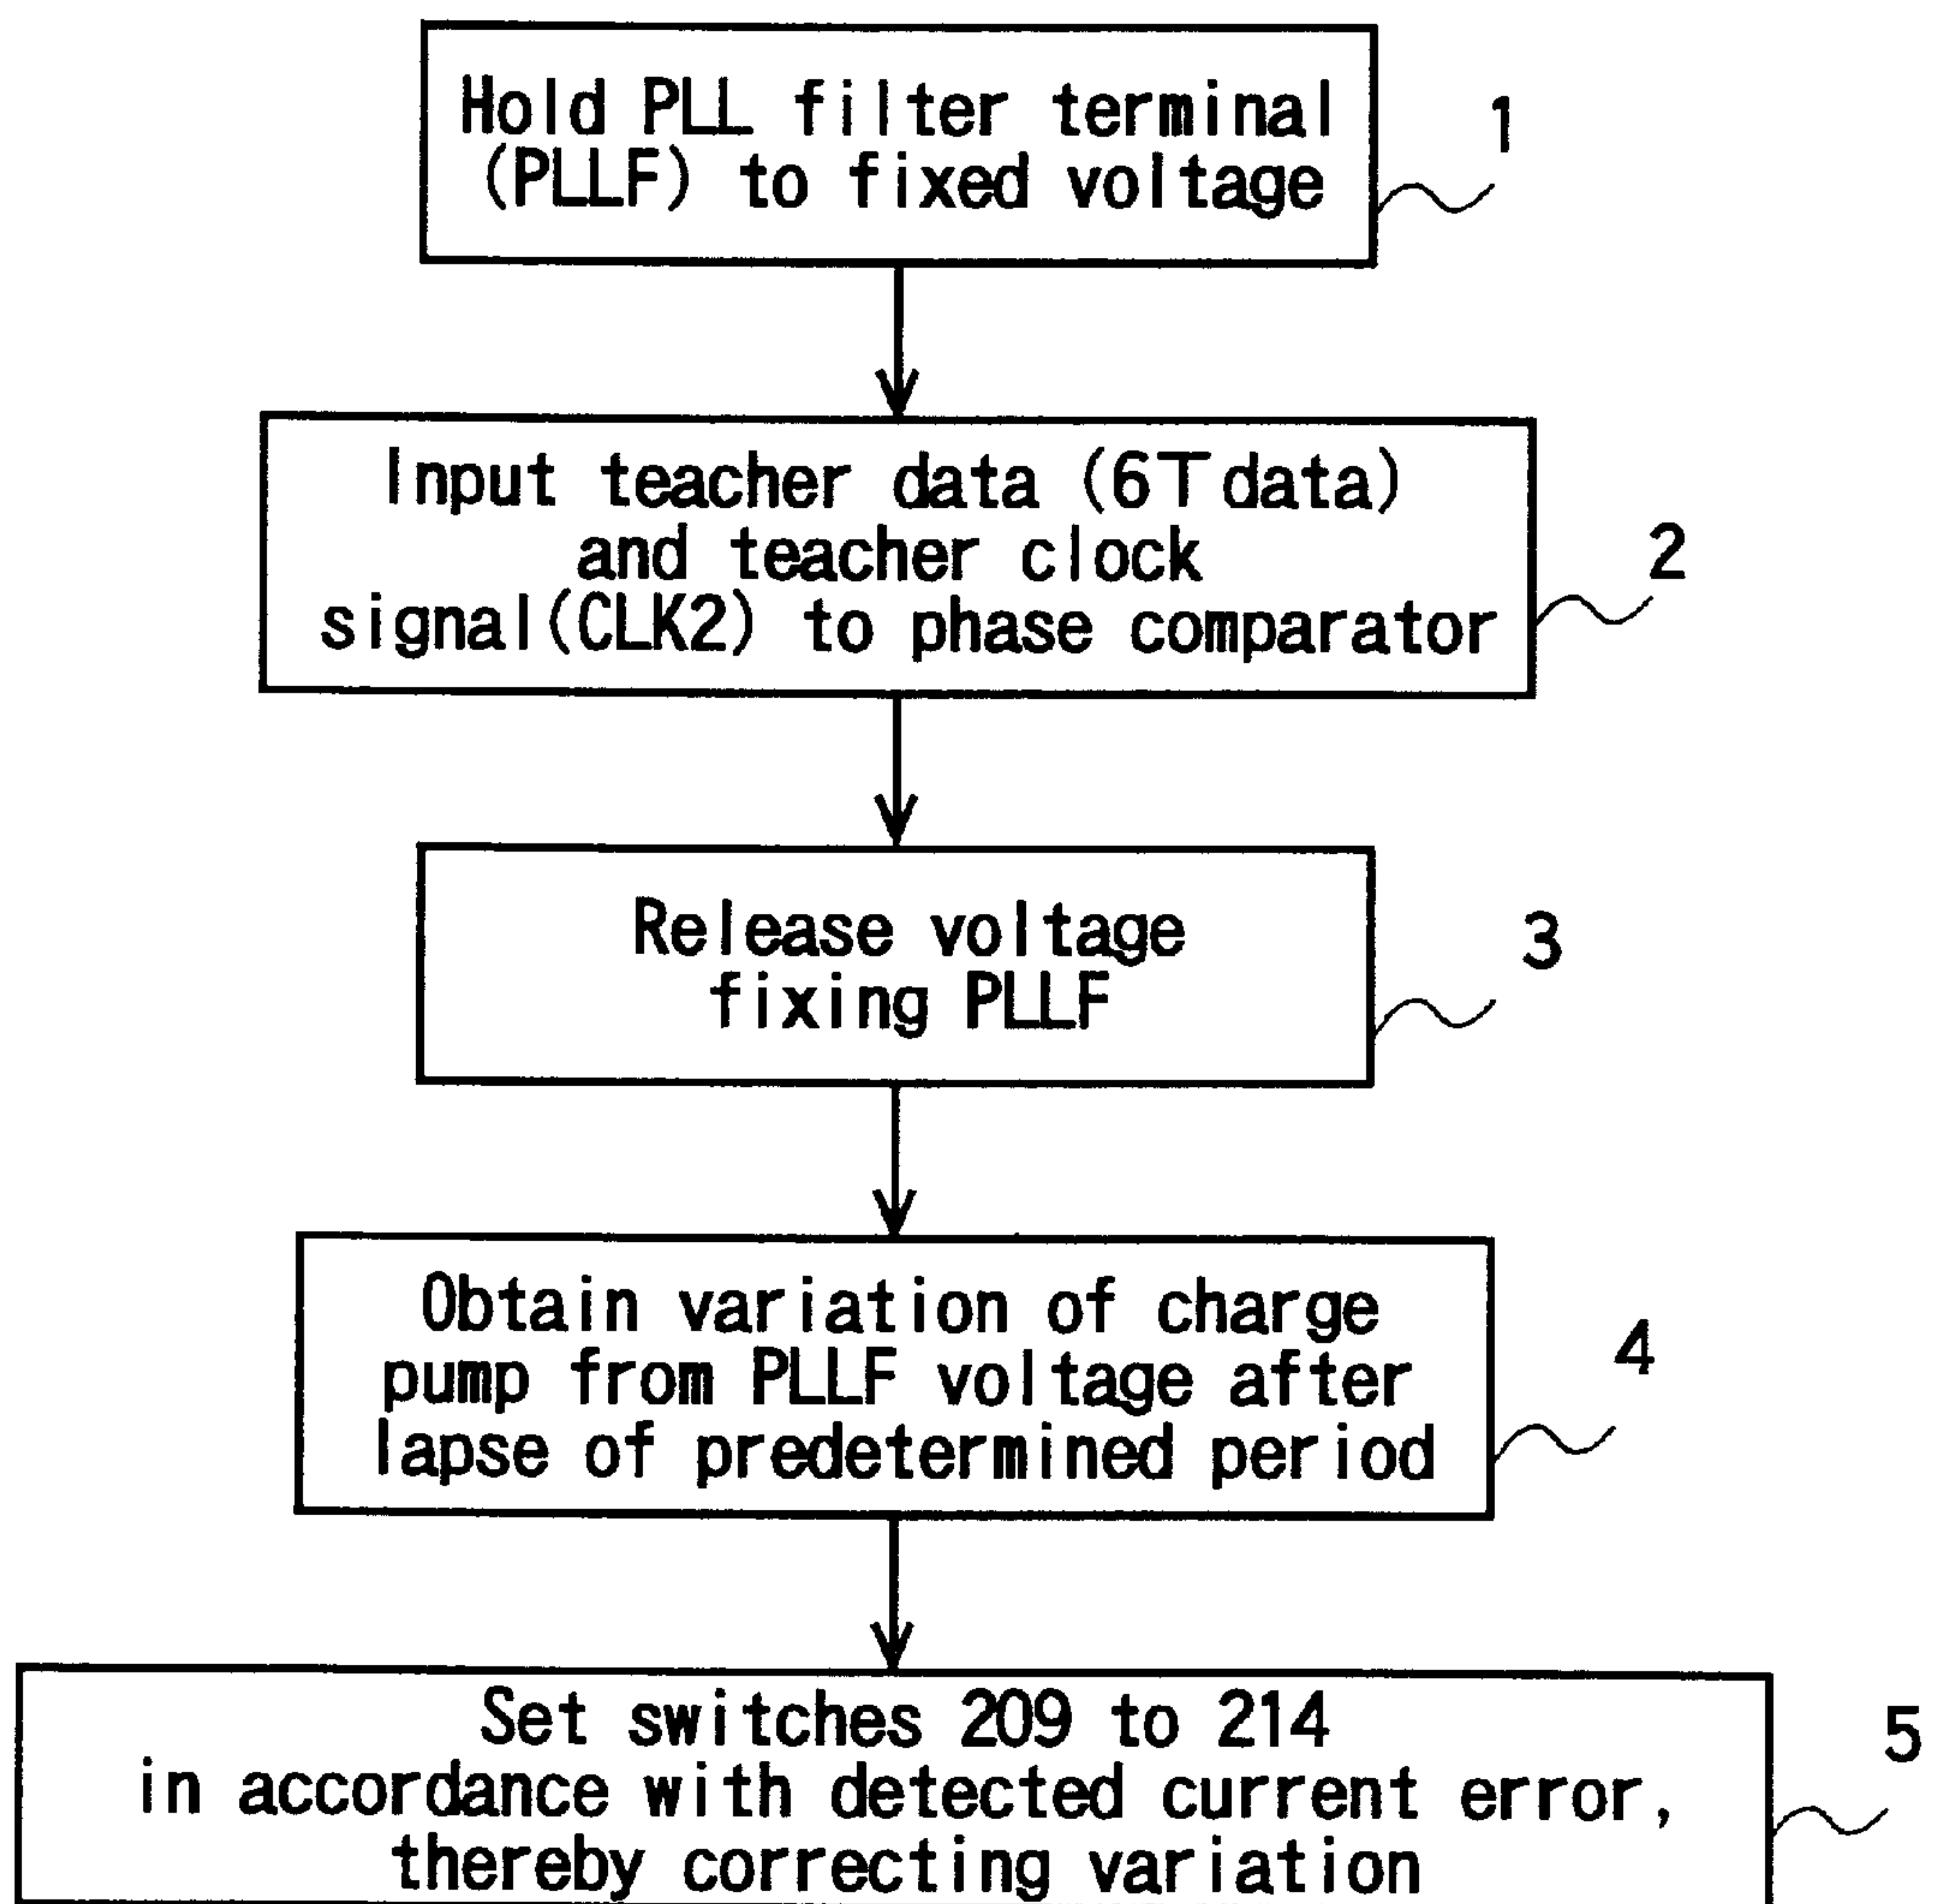 Hold PLL filter terminal
(PLLF) to fixed voltage
1
Input teacher data (6T data)
and teacher clock
signal(CLK2) to phase comparator
2
Release voltage
fixing PLLF
3
Obtain variation of charge
pump from PLLF voltage after
lapse of predetermined period
4
Set switches 209 to 214
in accordance with detected current error,
thereby correcting variation
5